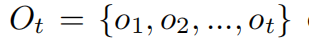 O_t = {o_1, o_2, ..., o_t}